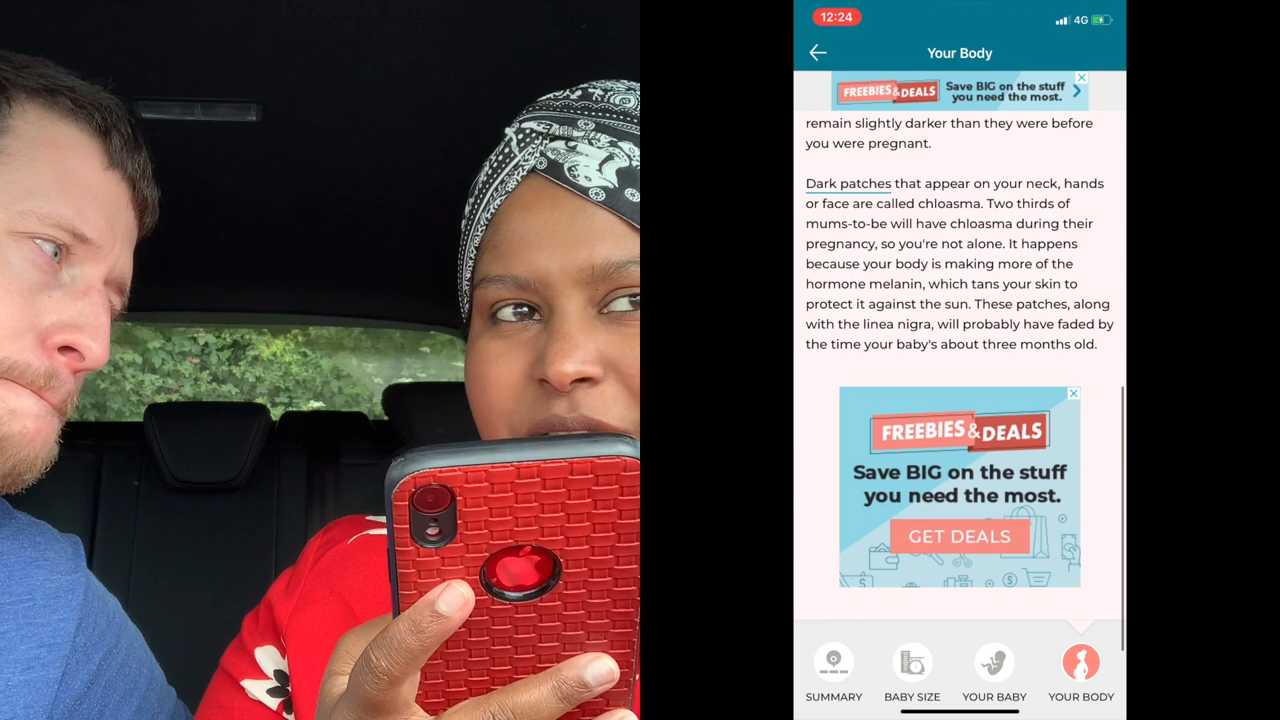 12:24
4G
Your Body
FREEBIES & DEALS
Save BIG on the stuff
you need the most.
remain slightly darker than they were before
you were pregnant.
Dark patches that appear on your neck, hands
or face are called chloasma. Two thirds of
mums-to-be will have chloasma during their
pregnancy, so you're not alone. It happens
because your body is making more of the
hormone melanin, which tans your skin to
protect it against the sun. These patches, along
with the linea nigra, will probably have faded by
the time your baby's about three months old.
FREEBIES & DEALS
Save BIG on the stuff
you need the most.
GET DEALS
SUMMARY
BABY SIZE
YOUR BABY
YOUR BODY